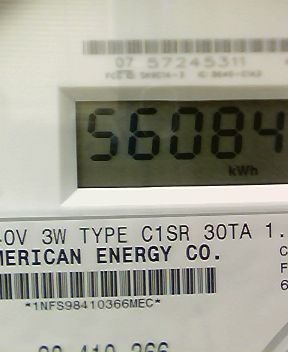 07 57245311
56084
kWh
0V 3W TYPE C1SR 30TA 1.
MERICAN ENERGY CO.
*1NFS98410366MEC*